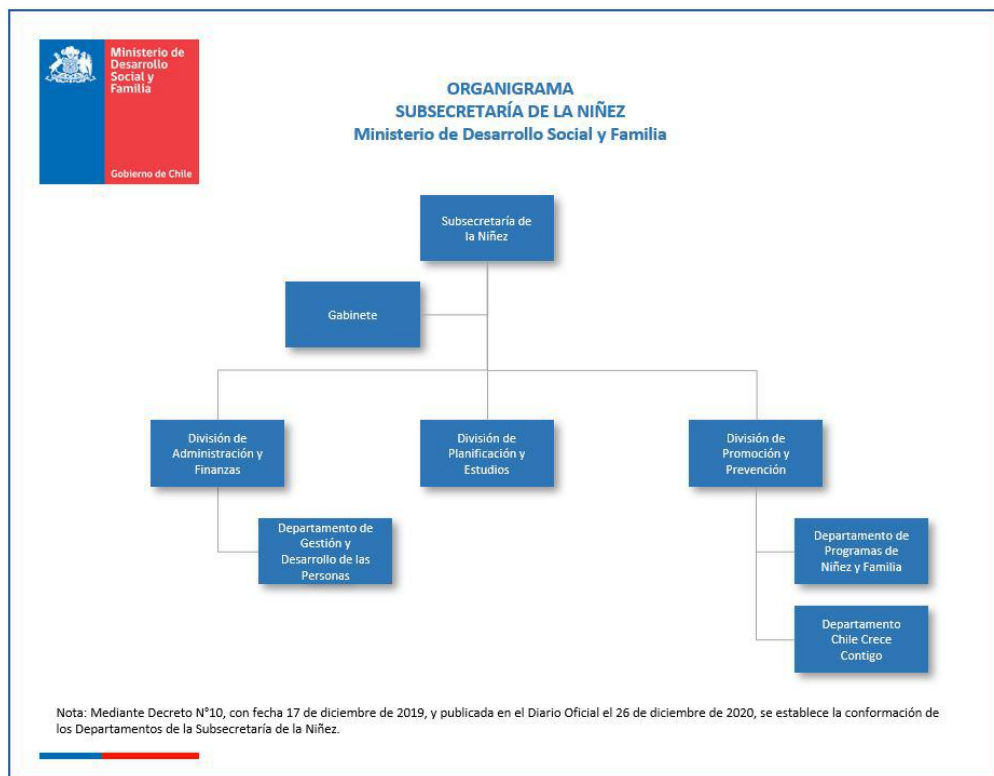 Ministerio de
Desarrollo
Social y
Familia
Gobierno de Chile
ORGANIGRAMA
SUBSECRETARÍA DE LA NIÑEZ
Ministerio de Desarrollo Social y Familia
Subsecretaría de
la Niñez
Gabinete
División de
Administración y
Finanzas
División de
Planificación y
Estudios
División de
Promoción y
Prevención
Departamento de
Gestión y
Desarrollo de las
Personas
Departamento de
Programas de
Niñez y Familia
Departamento
Chile Crece
Contigo
Nota: Mediante Decreto N°10, con fecha 17 de diciembre de 2019, y publicada en el Diario Oficial el 26 de diciembre de 2020, se establece la conformación de
los Departamentos de la Subsecretaría de la Niñez.